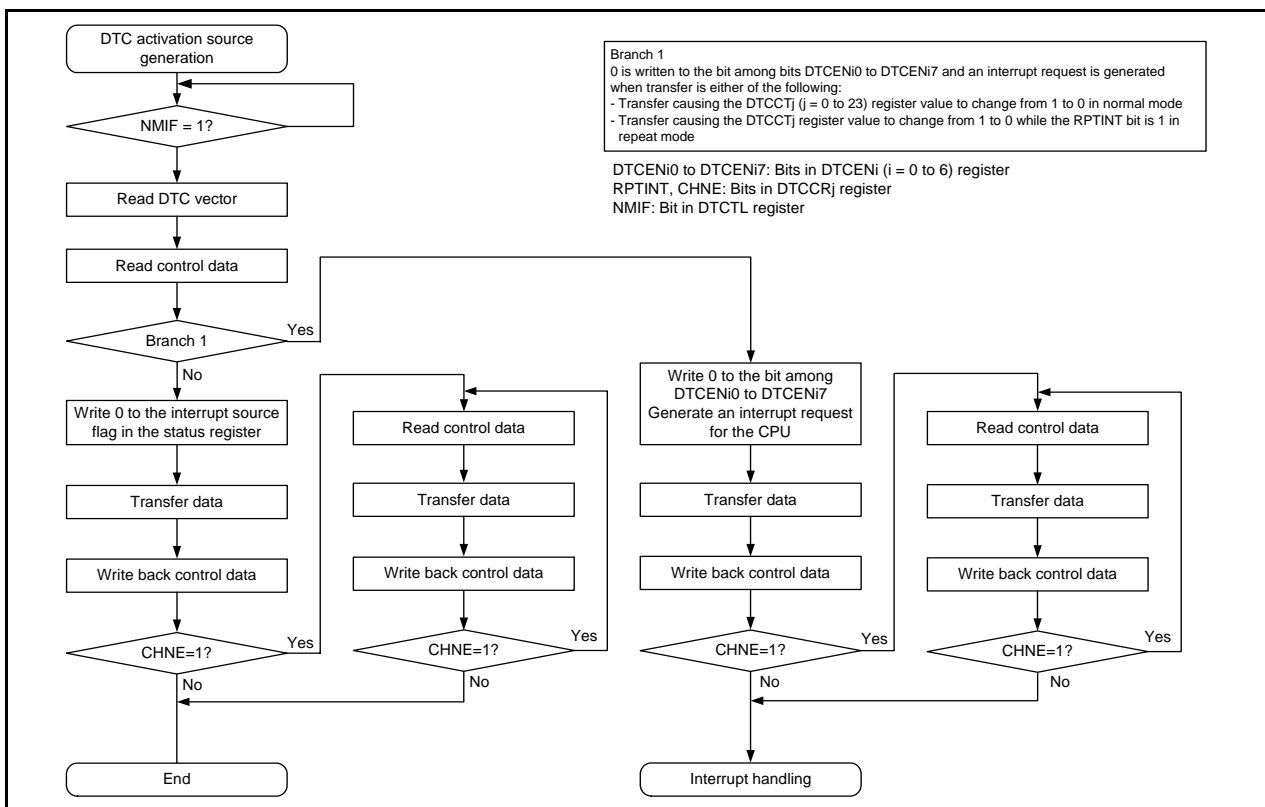 DTC activation source
generation
NMIF = 1?
Read DTC vector
Read control data
Branch 1
Yes
No
Write 0 to the interrupt source
flag in the status register
Transfer data
Write back control data
CHNE=1?
Yes
No
End
Read control data
Transfer data
Write back control data
CHNE=1?
Yes
No
Branch 1
0 is written to the bit among bits DTCENi0 to DTCENi7 and an interrupt request is generated
when transfer is either of the following:
- Transfer causing the DTCCTj (j = 0 to 23) register value to change from 1 to 0 in normal mode
- Transfer causing the DTCCTj register value to change from 1 to 0 while the RPTINT bit is 1 in
repeat mode
DTCENi0 to DTCENi7: Bits in DTCENi (i = 0 to 6) register
RPTINT, CHNE: Bits in DTCCRj register
NMIF: Bit in DTCTL register
Write 0 to the bit among
DTCENi0 to DTCENi7
Generate an interrupt request
for the CPU
Transfer data
Write back control data
CHNE=1?
Yes
No
Interrupt handling
Read control data
Transfer data
Write back control data
CHNE=1?
Yes
No